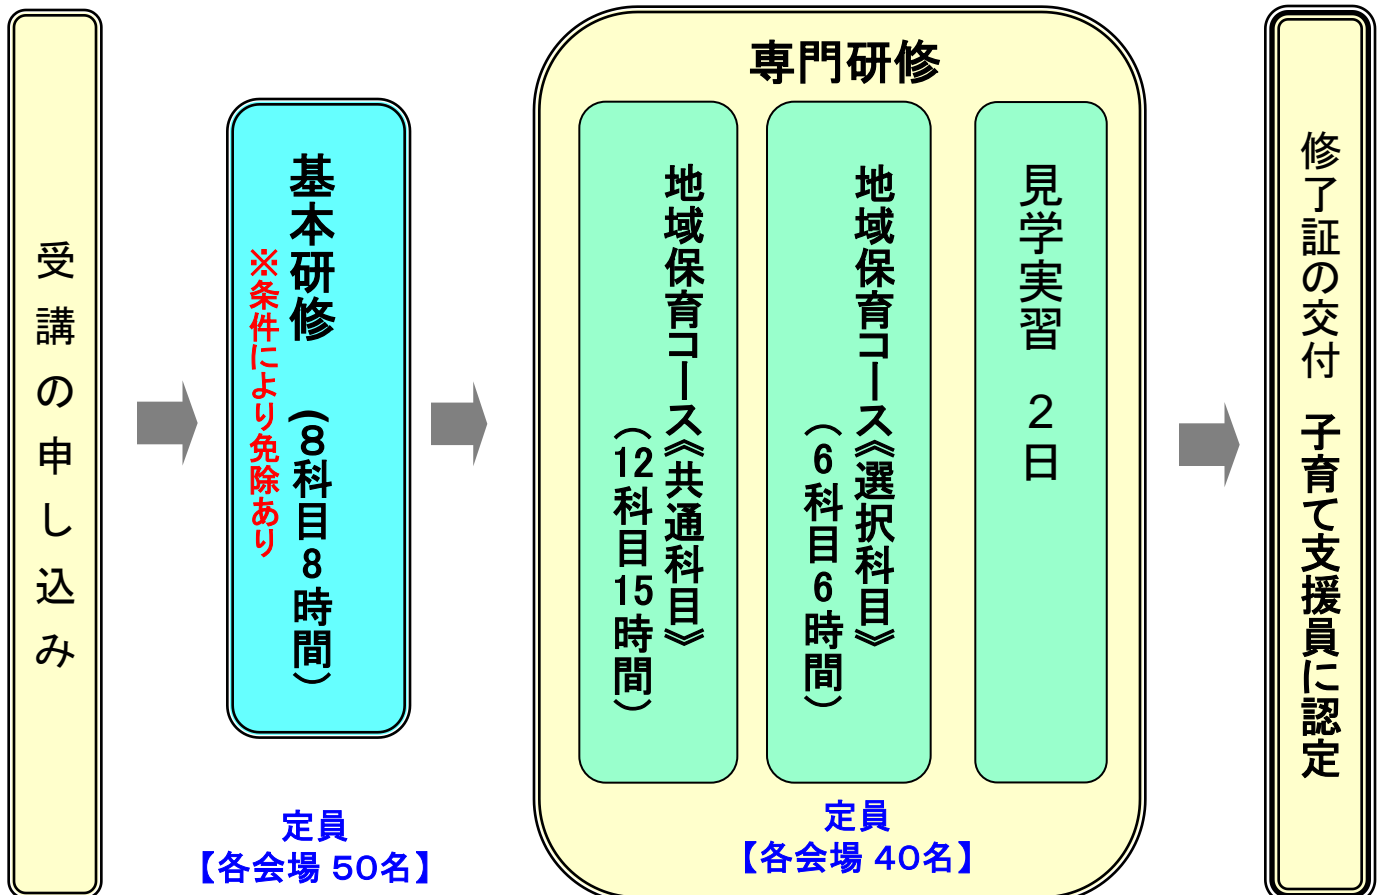 受講の申し込み
基本研修　（８科目８時間）
※条件により免除あり
定員
【各会場 50名】
専門研修
地域保育コース《共通科目》
（12科目15時間）
地域保育コース《選択科目》
（６科目６時間）
見学実習　２日
定員
【各会場 40名】
修了証の交付　子育て支援員に認定